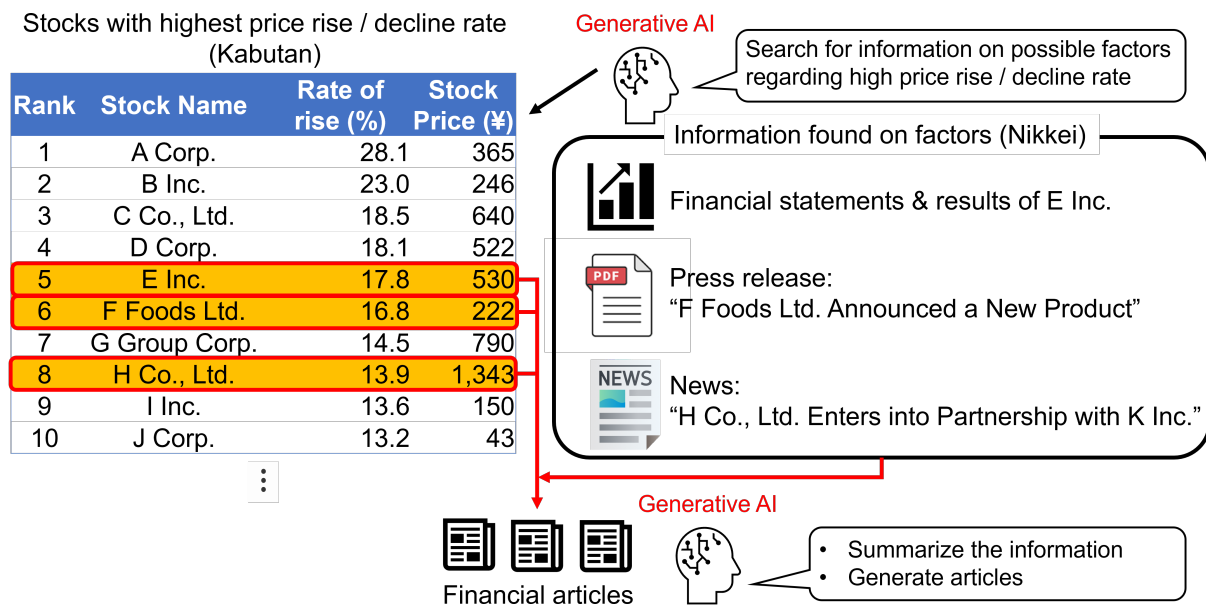 Stocks with highest price rise / decline rate
(Kabutan)
Rank Stock Name Rate of rise (%) Stock Price (¥)
1 A Corp. 28.1 365
2 B Inc. 23.0 246
3 C Co., Ltd. 18.5 640
4 D Corp. 18.1 522
5 E Inc. 17.8 530
6 F Foods Ltd. 16.8 222
7 G Group Corp. 14.5 790
8 H Co., Ltd. 13.9 1,343
9 I Inc. 13.6 150
10 J Corp. 13.2 43
⋮
Generative AI
Search for information on possible factors
regarding high price rise / decline rate
Information found on factors (Nikkei)
Financial statements & results of E Inc.
PDF
Press release:
“F Foods Ltd. Announced a New Product”
NEWS
News:
“H Co., Ltd. Enters into Partnership with K Inc.”
Financial articles
Generative AI
• Summarize the information
• Generate articles